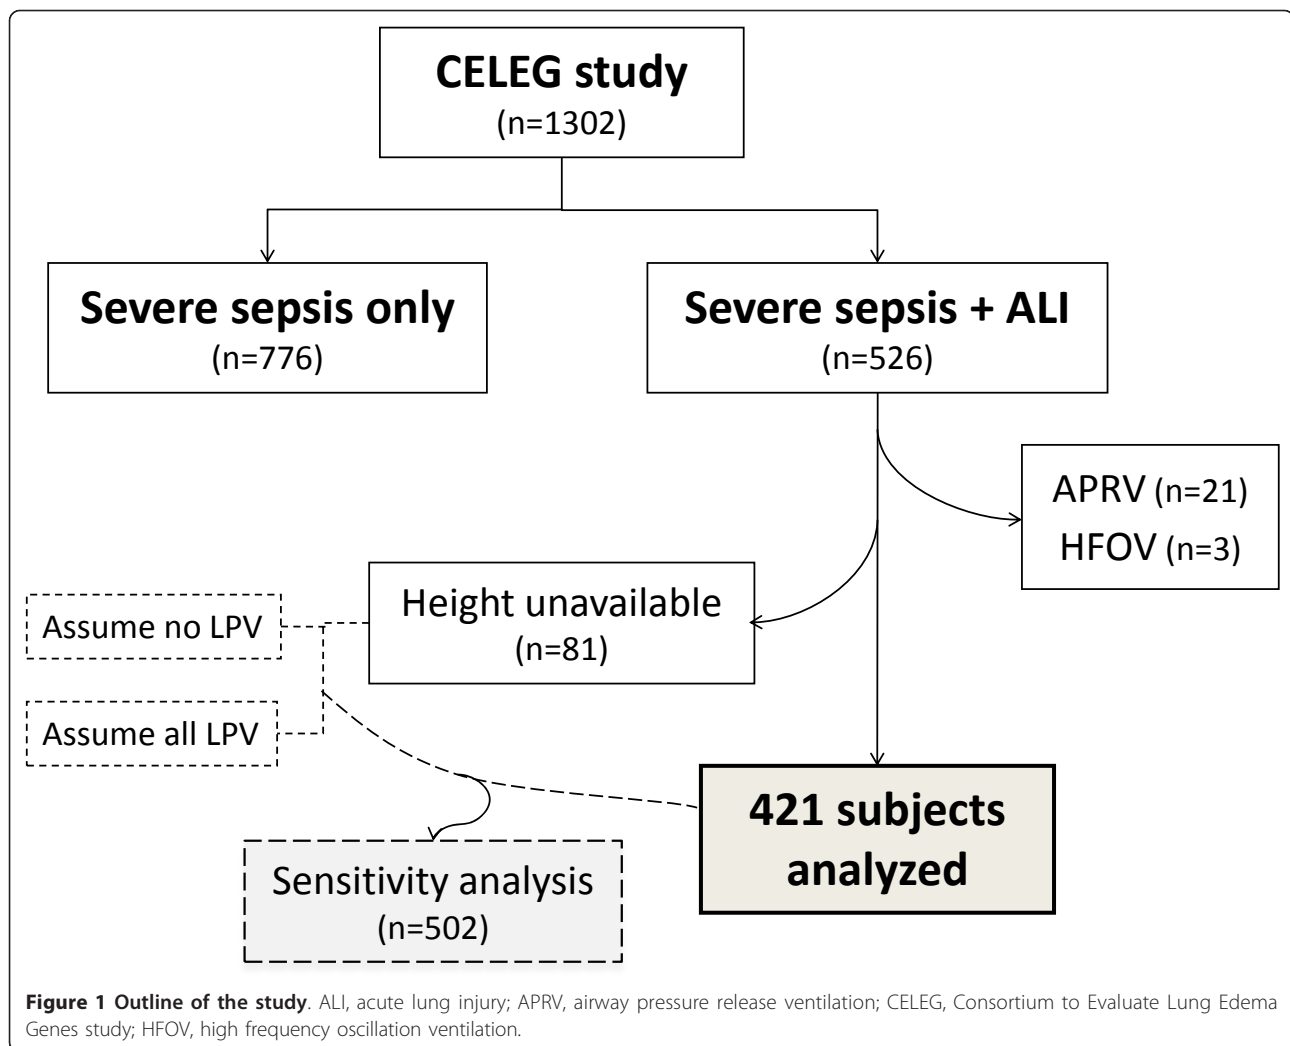 CELEG study
(n=1302)
Severe sepsis only
(n=776)
Severe sepsis + ALI
(n=526)
APRV (n=21)
HFOV (n=3)
Height unavailable
(n=81)
Assume no LPV
Assume all LPV
421 subjects
analyzed
Sensitivity analysis
(n=502)
Figure 1 Outline of the study. ALI, acute lung injury; APRV, airway pressure release ventilation; CELEG, Consortium to Evaluate Lung Edema
Genes study; HFOV, high frequency oscillation ventilation.